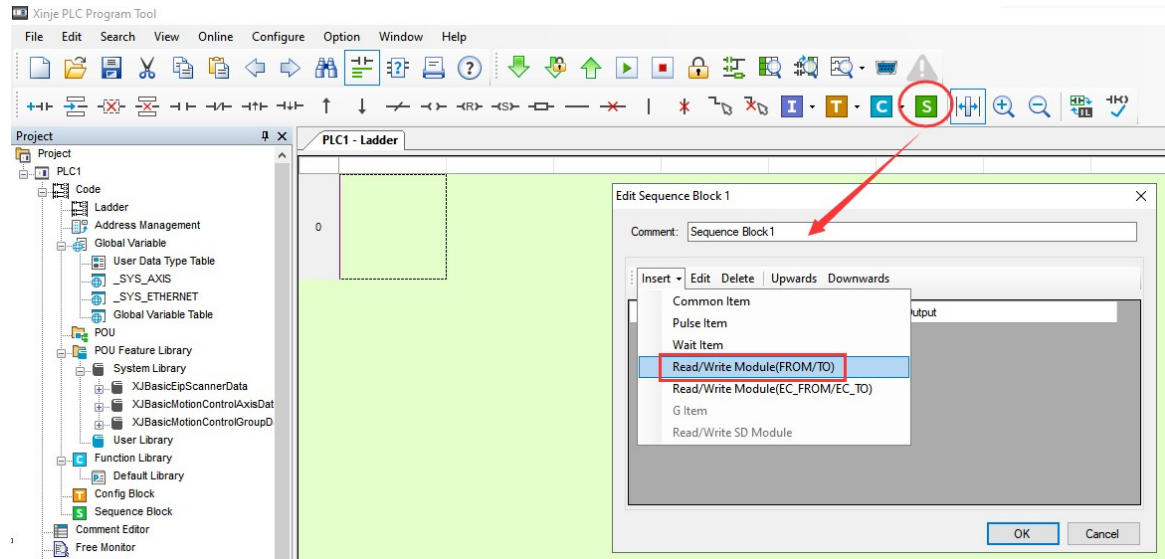 Xinje PLC Program Tool
File Edit Search View Online Configure Option Window Help
I T C S
Project
Project
PLC1
Code
Ladder
Address Management
Global Variable
User Data Type Table
_SYS_AXIS
_SYS_ETHERNET
Global Variable Table
POU
POU Feature Library
System Library
XJBasicEipScannerData
XJBasicMotionControlAxisDat
XJBasicMotionControlGroupD
User Library
Function Library
Default Library
Config Block
Sequence Block
Comment Editor
Free Monitor
PLC1 - Ladder
0
Edit Sequence Block 1
Comment: Sequence Block1
Insert Edit Delete Upwards Downwards
Common Item
Pulse Item
Wait Item
Read/Write Module(FROM/TO)
Read/Write Module(EC_FROM/EC_TO)
G Item
Read/Write SD Module
OK Cancel